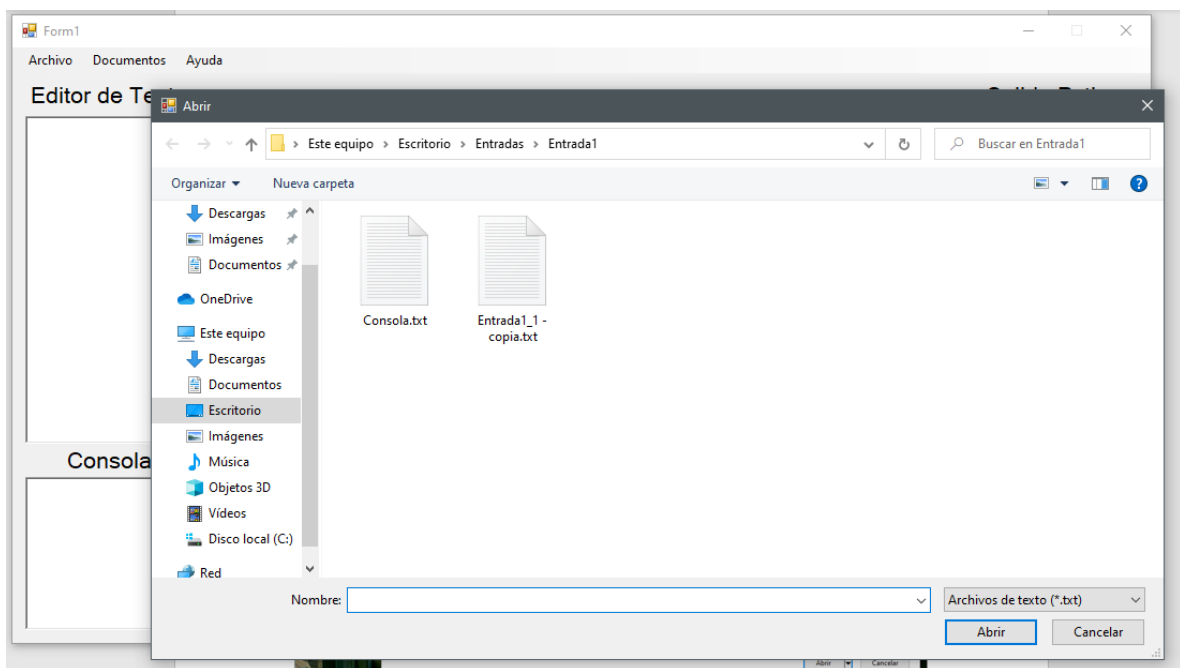 Form1
Archivo Documentos Ayuda
Editor de Te
Abrir
Este equipo > Escritorio > Entradas > Entrada1
Buscar en Entrada1
Organizar Nueva carpeta
Descargas
Imágenes
Documentos
OneDrive
Este equipo
Descargas
Documentos
Escritorio
Imágenes
Música
Objetos 3D
Vídeos
Disco local (C:)
Red
Consola.txt
Entrada1_1 -
copia.txt
Consola
Nombre:
Archivos de texto (*.txt)
Abrir Cancelar
Abrir Cancelar